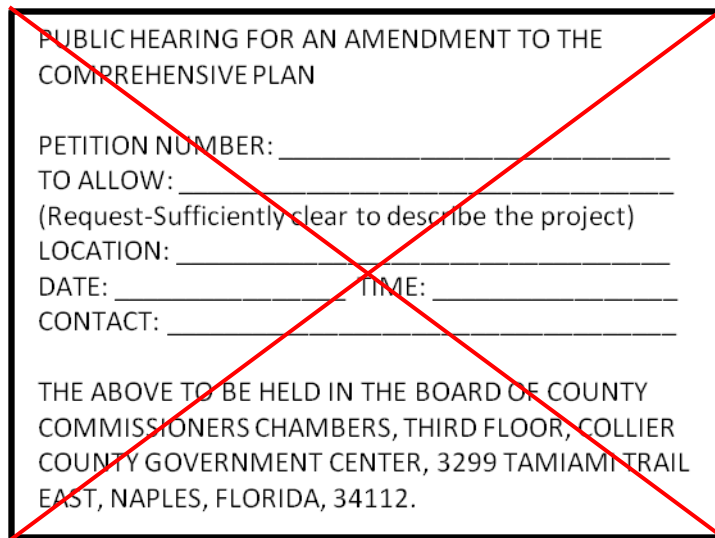 PUBLIC HEARING FOR AN AMENDMENT TO THE
COMPREHENSIVE PLAN
PETITION NUMBER: ____________________________
TO ALLOW: ___________________________________
(Request-Sufficiently clear to describe the project)
LOCATION: ___________________________________
DATE: ________________ TIME: _________________
CONTACT: ____________________________________
THE ABOVE TO BE HELD IN THE BOARD OF COUNTY
COMMISSIONERS CHAMBERS, THIRD FLOOR, COLLIER
COUNTY GOVERNMENT CENTER, 3299 TAMIAMI TRAIL
EAST, NAPLES, FLORIDA, 34112.